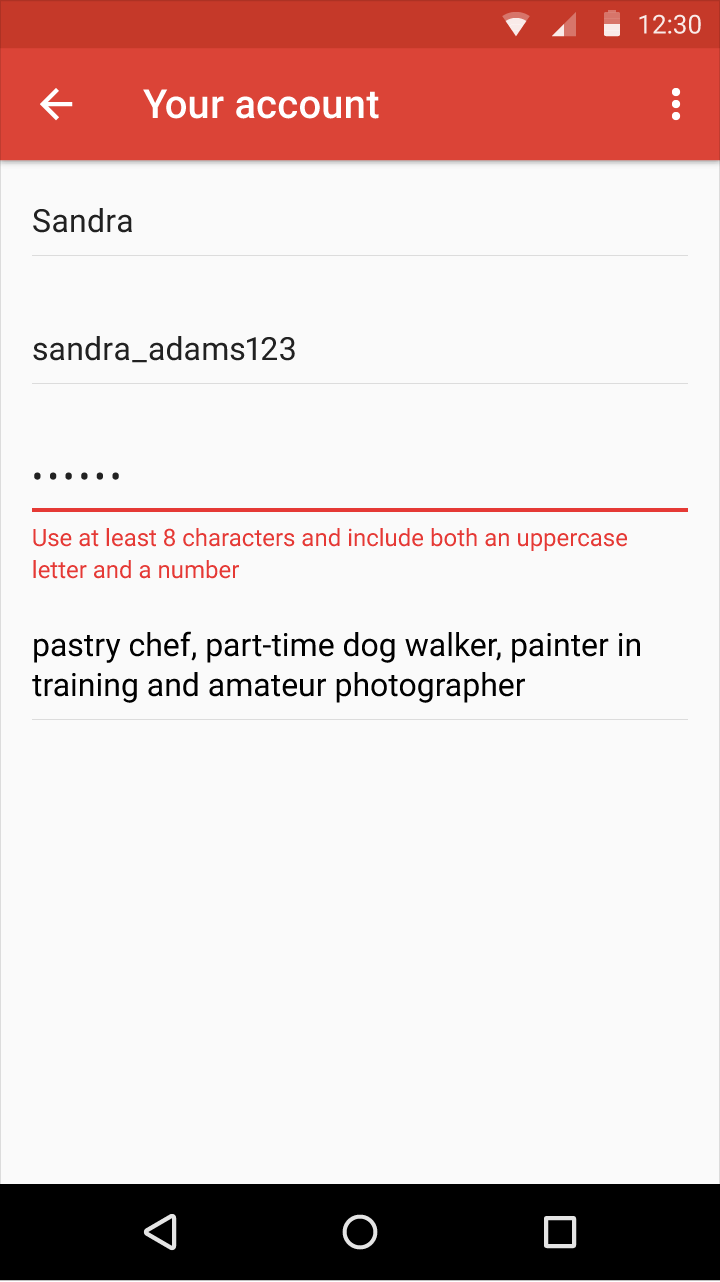 12:30
Your account
Sandra
sandra_adams123
······
Use at least 8 characters and include both an uppercase
letter and a number
pastry chef, part-time dog walker, painter in
training and amateur photographer